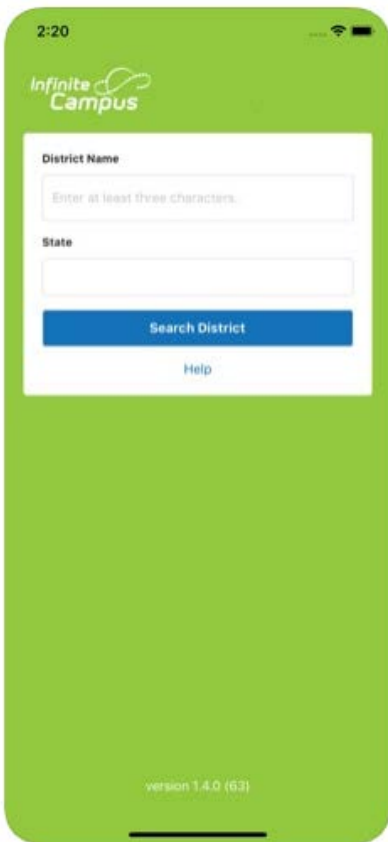 2:20
Infinite
Campus
District Name
Enter at least three characters.
State
Search District
Help
version 1.4.0 (63)